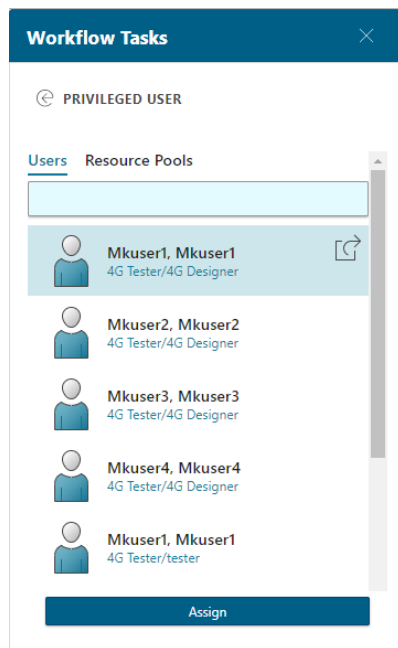 Workflow Tasks
PRIVILEGED USER
Users Resource Pools
Mkuser1, Mkuser1
4G Tester/4G Designer
Mkuser2, Mkuser2
4G Tester/4G Designer
Mkuser3, Mkuser3
4G Tester/4G Designer
Mkuser4, Mkuser4
4G Tester/4G Designer
Mkuser1, Mkuser1
4G Tester/tester
Assign